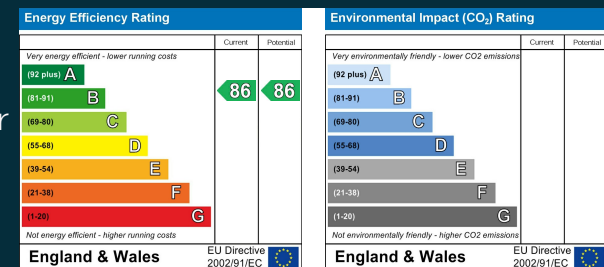 Energy Efficiency Rating
Current Potential
Very energy efficient - lower running costs
(92 plus) A
(81-91) B
86 86
(69-80) C
(55-68) D
(39-54) E
(21-38) F
(1-20) G
Not energy efficient - higher running costs
England & Wales
EU Directive
2002/91/EC
Environmental Impact (CO₂) Rating
Current Potential
Very environmentally friendly - lower CO2 emissions
(92 plus) A
(81-91) B
(69-80) C
(55-68) D
(39-54) E
(21-38) F
(1-20) G
Not environmentally friendly - higher CO2 emissions
England & Wales
EU Directive
2002/91/EC